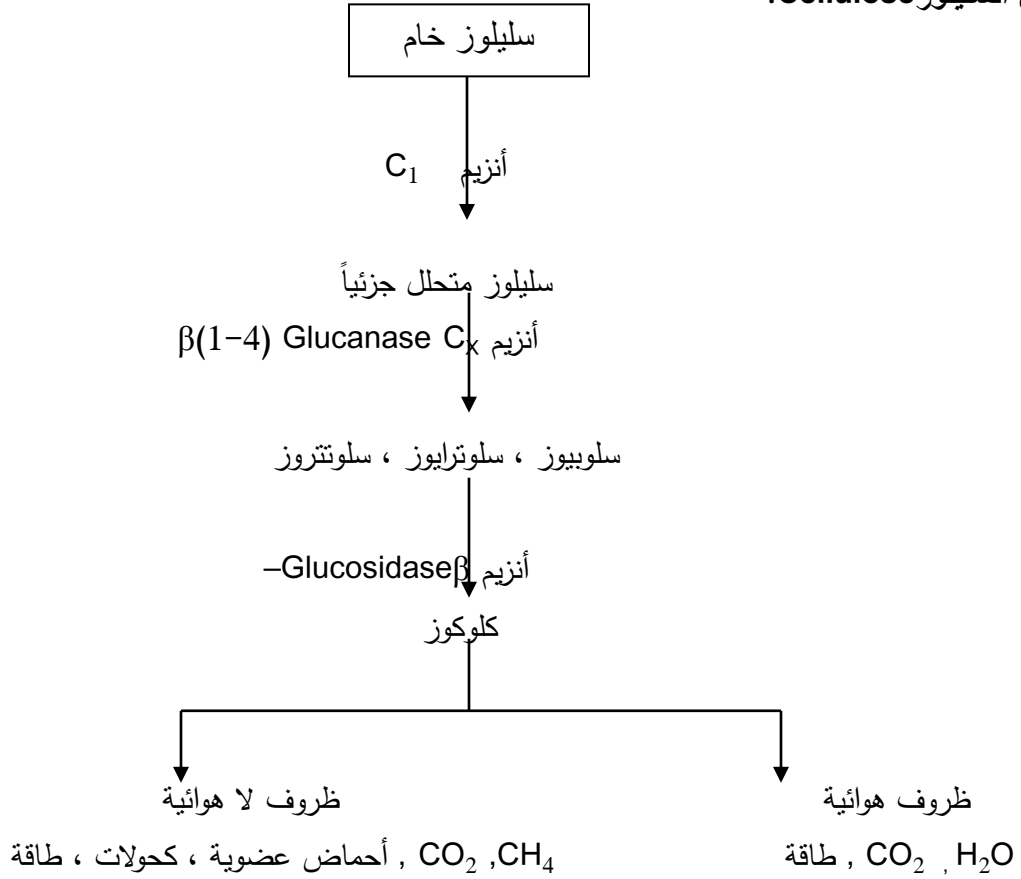 Cellulose
سليلوز خام
أنزيم C₁
سليلوز متحلل جزئياً
أنزيم Cx β(1-4) Glucanase
سلوبيوز ، سلوترايوز ، سلوتتروز
أنزيم β–Glucosidase
كلوكوز
ظروف هوائية
ظروف لا هوائية
H₂O , CO₂ , طاقة
CH₄, CO₂ , أحماض عضوية ، كحولات ، طاقة